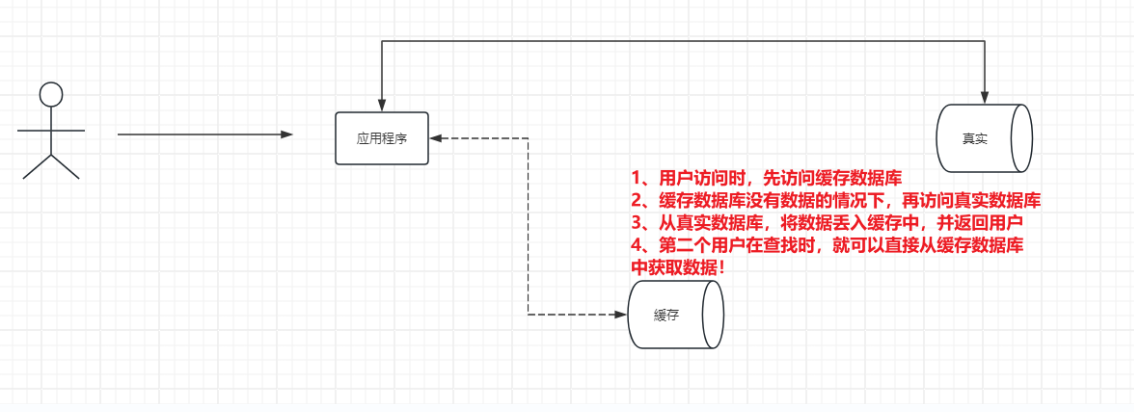 应用程序
真实
1、用户访问时，先访问缓存数据库
2、缓存数据库没有数据的情况下，再访问真实数据库
3、从真实数据库，将数据丢入缓存中，并返回用户
4、第二个用户在查找时，就可以直接从缓存数据库
中获取数据！
缓存